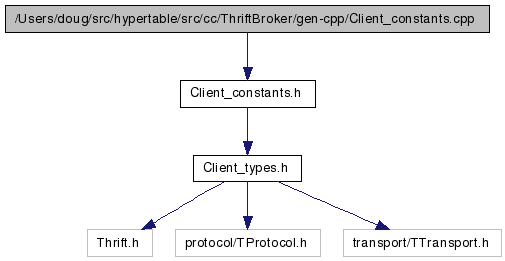 /Users/doug/src/hypertable/src/cc/ThriftBroker/gen-cpp/Client_constants.cpp
Client_constants.h
Client_types.h
Thrift.h
protocol/TProtocol.h
transport/TTransport.h